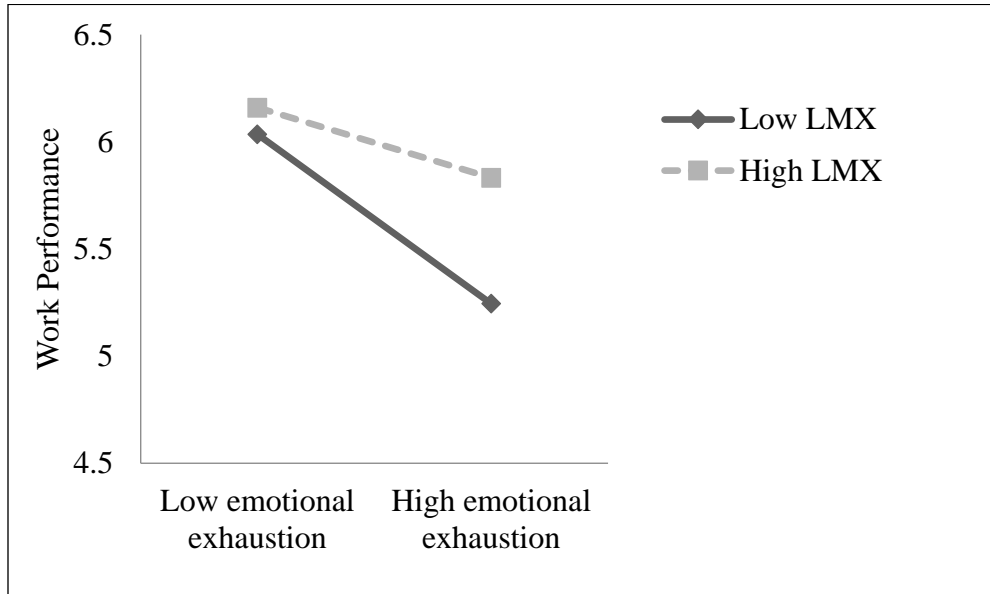 6.5
6
5.5
5
4.5
Work Performance
Low emotional
exhaustion
High emotional
exhaustion
Low LMX
High LMX